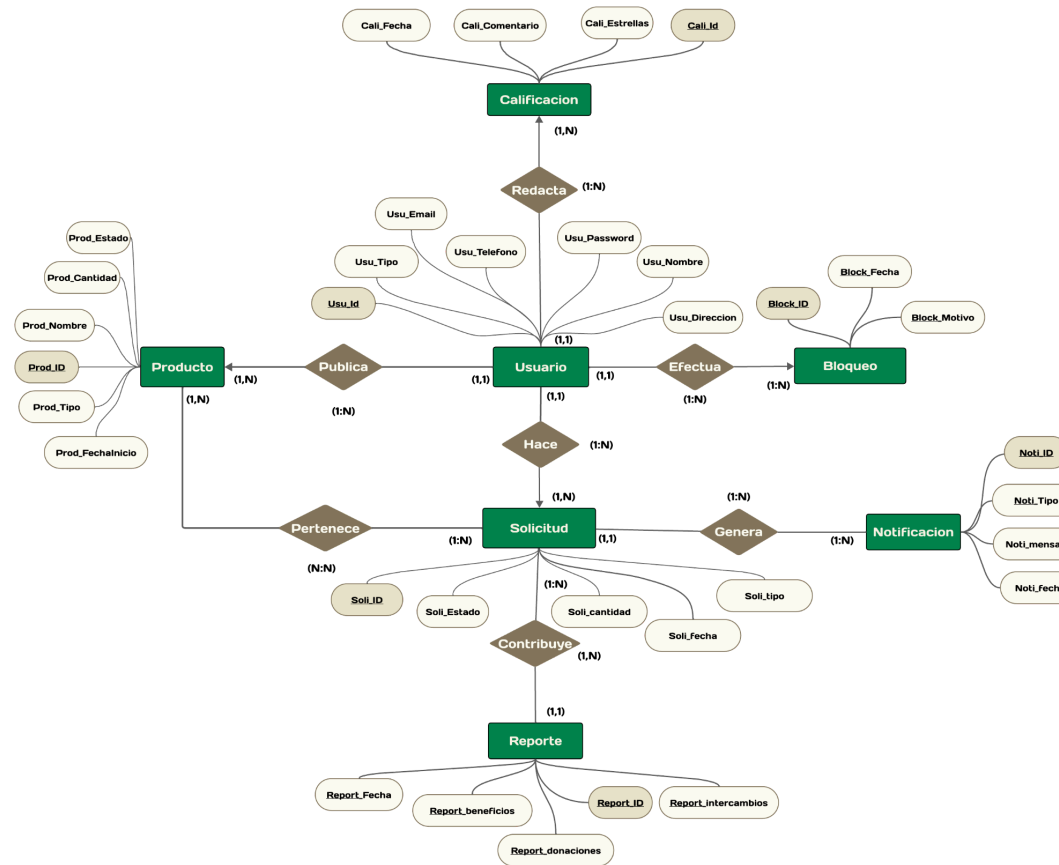 Cali_Fecha
Cali_Comentario
Cali_Estrellas
Cali_Id
Calificacion
(1,N)
Redacta
(1:N)
Usu_Email
Usu_Telefono
Usu_Password
Usu_Tipo
Usu_Nombre
Usu_Id
Usu_Direccion
Prod_Estado
Prod_Cantidad
Prod_Nombre
Prod_ID
Prod_Tipo
Prod_FechaInicio
Block_Fecha
Block_ID
Block_Motivo
(1,1)
Producto
(1,N)
Publica
(1:N)
(1,1)
Usuario
(1,1)
Efectua
(1:N)
(1:N)
Bloqueo
(1,N)
(1,1)
Hace
(1:N)
(1,N)
Pertenece
(N:N)
(1:N)
Solicitud
(1,1)
Genera
(1:N)
(1:N)
Notificacion
Noti_ID
Noti_Tipo
Noti_mensa
Noti_fech
Soli_ID
Soli_Estado
(1:N)
Soli_cantidad
Soli_fecha
Soli_tipo
Contribuye
(1,N)
(1,1)
Reporte
Report_Fecha
Report_beneficios
Report_donaciones
Report_ID
Report_intercambios